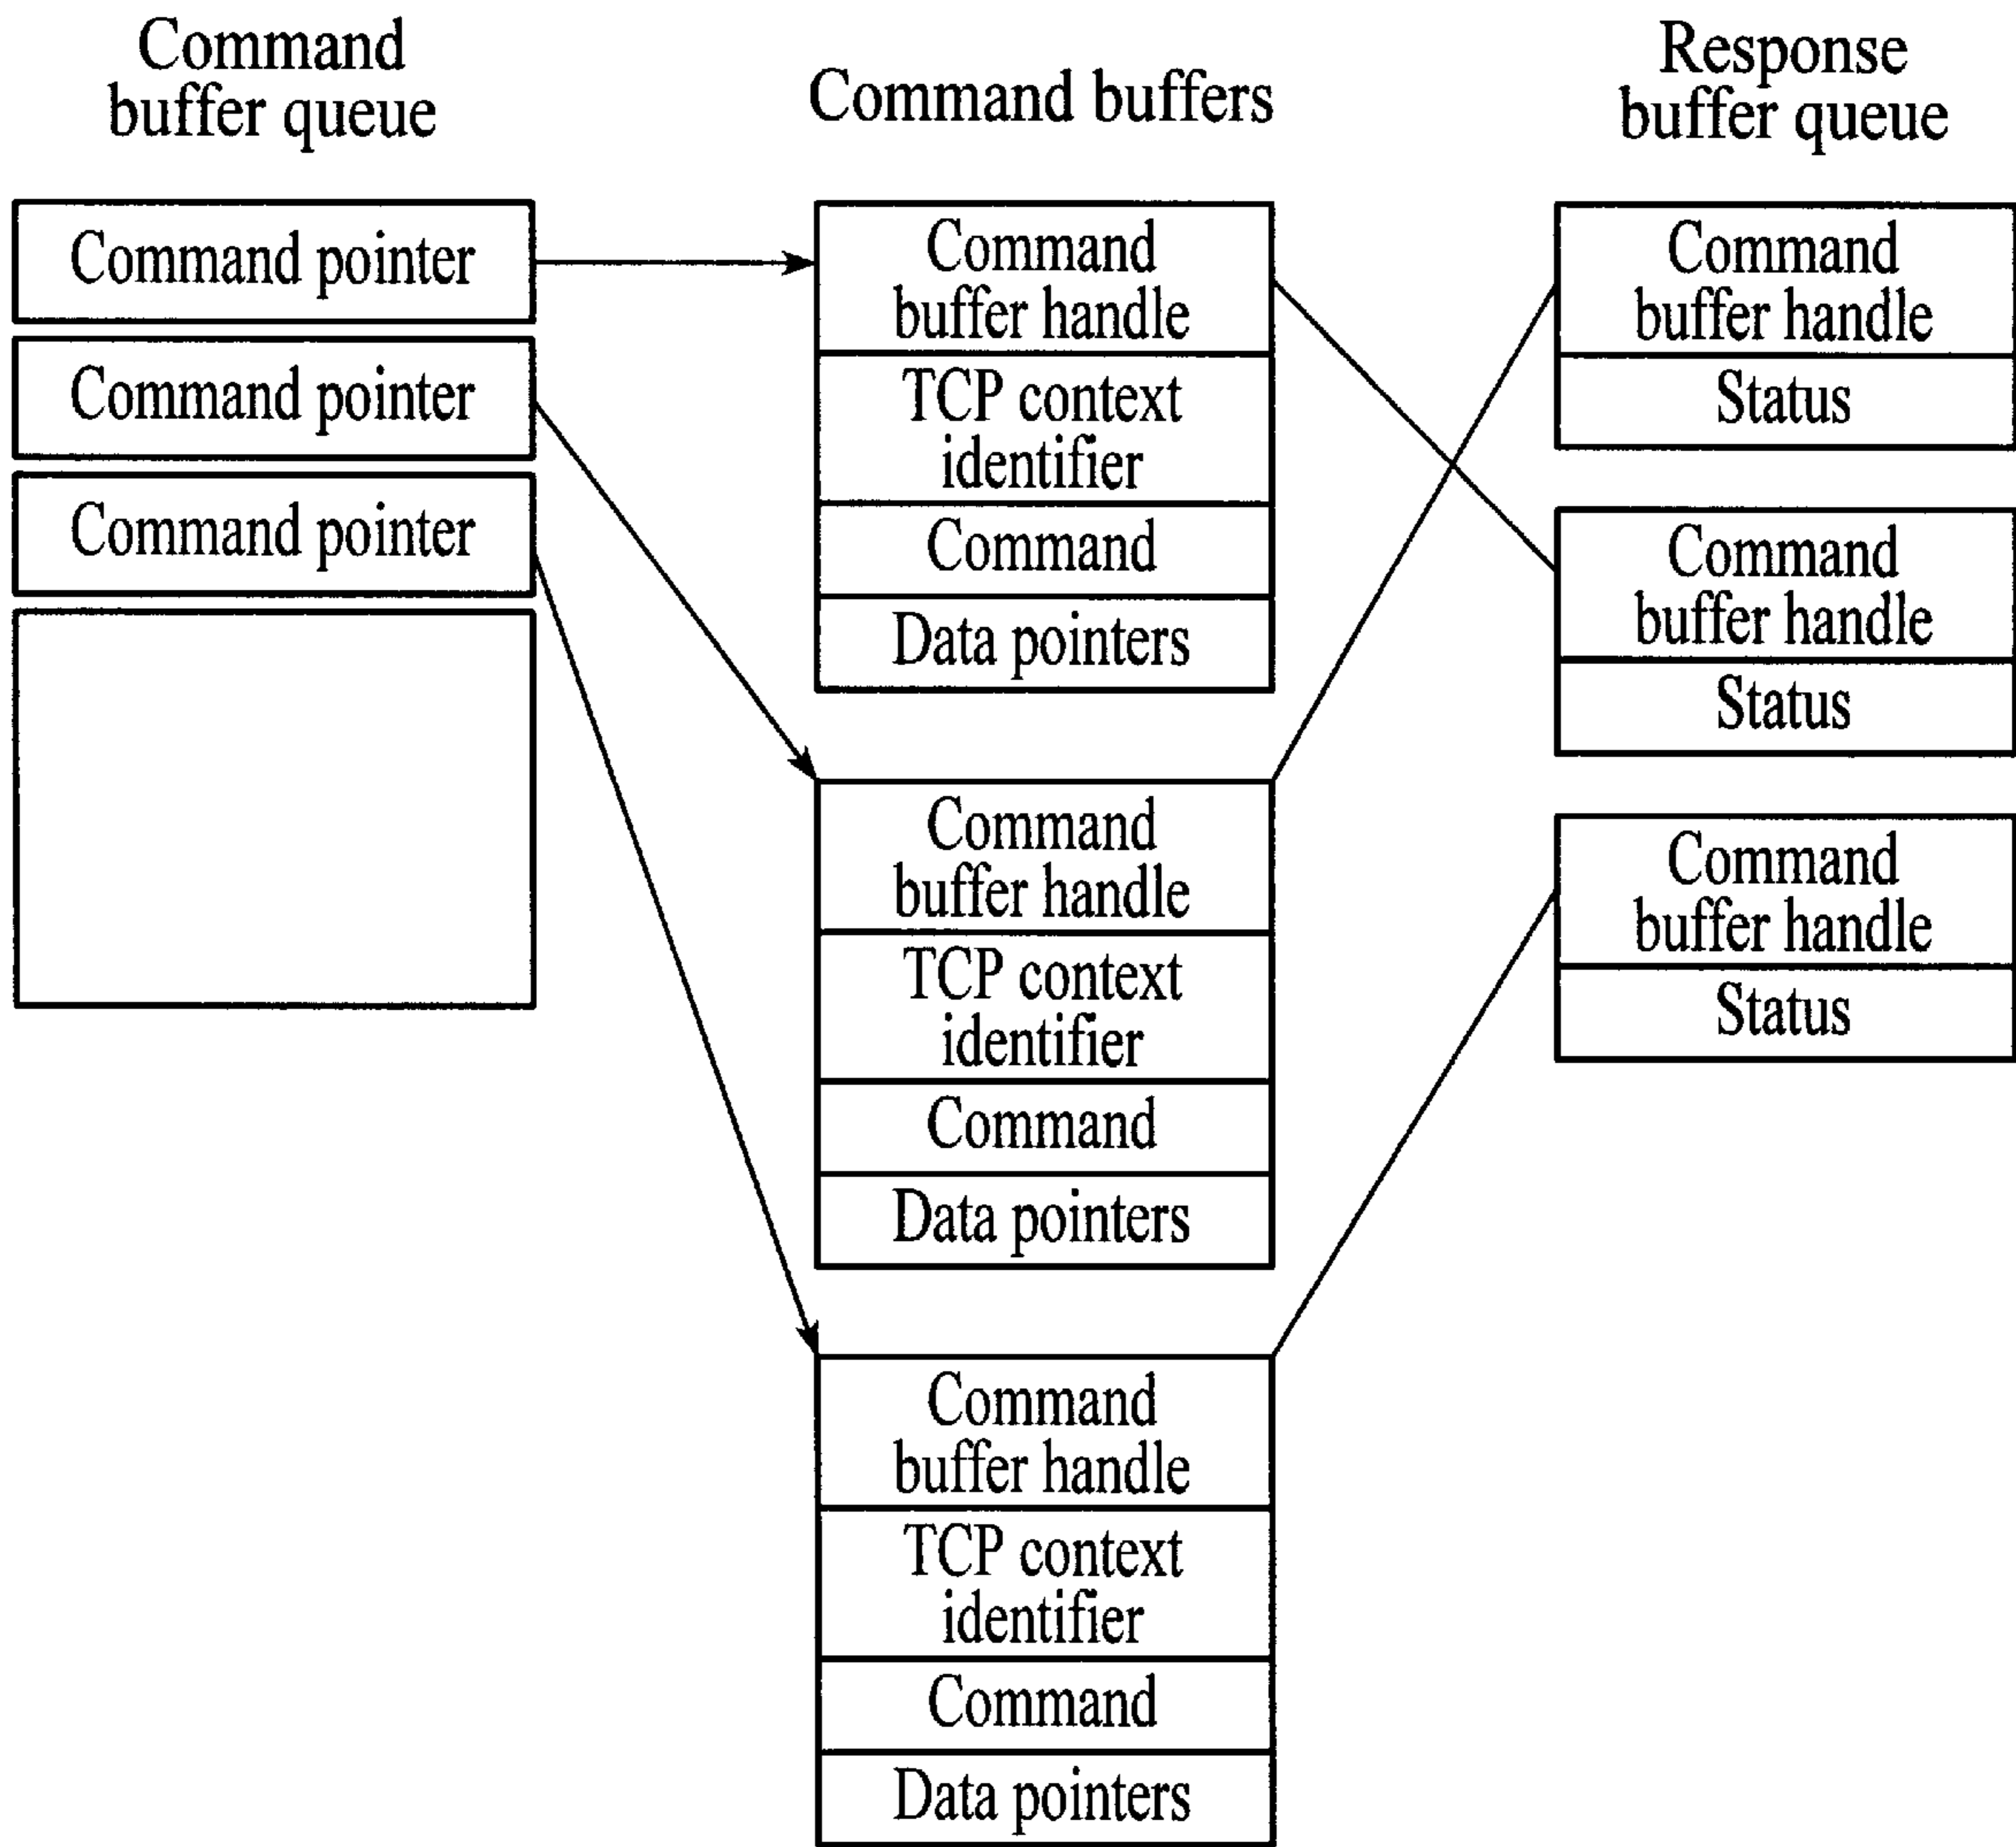 Command
buffer queue
Command pointer
Command pointer
Command pointer
Command buffers
Command
buffer handle
TCP context
identifier
Command
Data pointers
Command
buffer handle
TCP context
identifier
Command
Data pointers
Command
buffer handle
TCP context
identifier
Command
Data pointers
Response
buffer queue
Command
buffer handle
Status
Command
buffer handle
Status
Command
buffer handle
Status